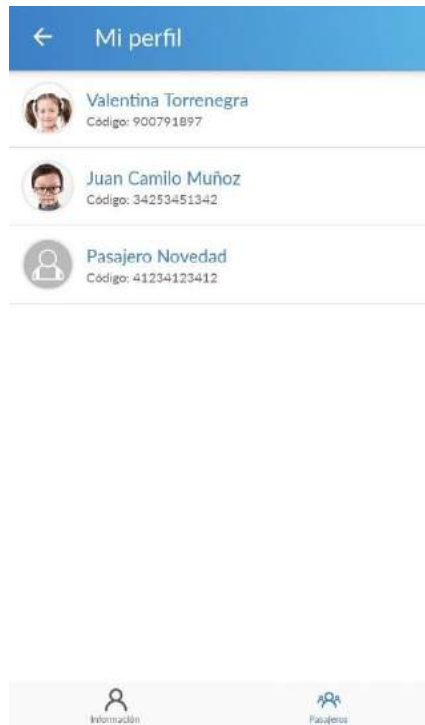 Mi perfil
Valentina Torrenegra
Código: 900791897
Juan Camilo Muñoz
Código: 34253451342
Pasajero Novedad
Código: 41234123412
Información
Pasajeros